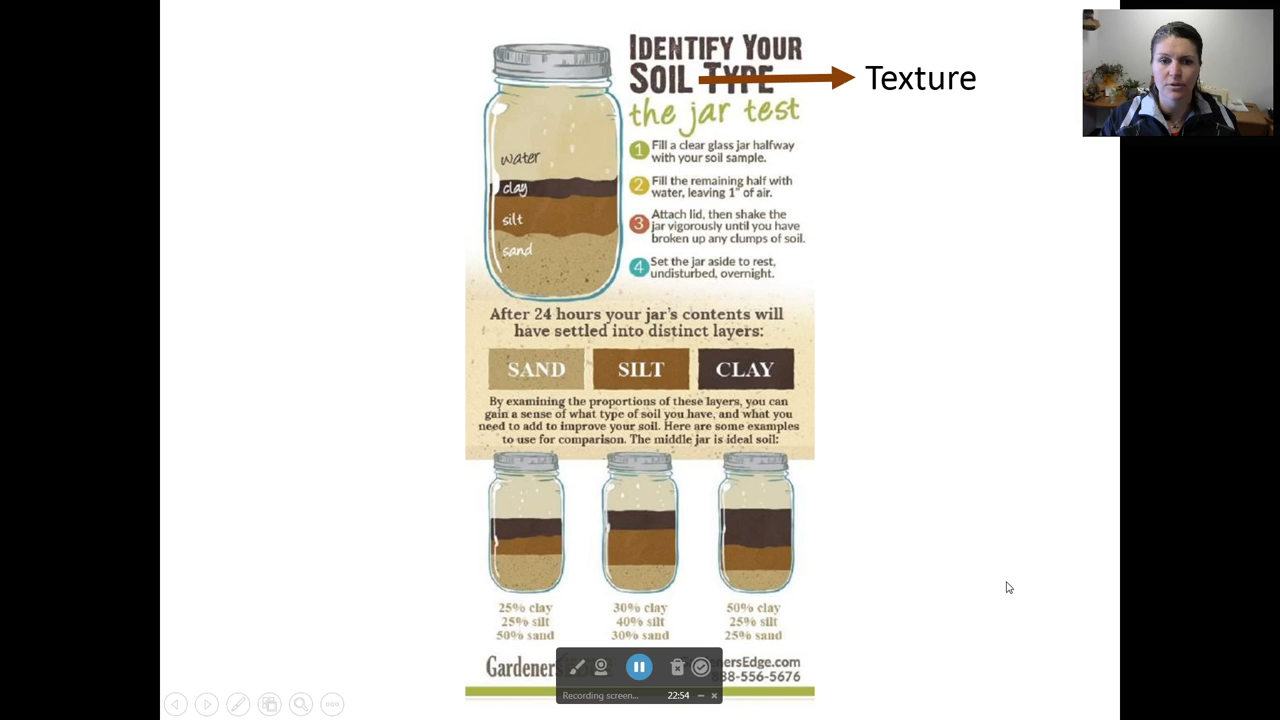 IDENTIFY YOUR
SOIL TYPE
Texture
the jar test
water
clay
silt
sand
1 Fill a clear glass jar halfway
with your soil sample.
2 Fill the remaining half with
water, leaving 1" of air.
3 Attach lid, then shake the
jar vigorously until you have
broken up any clumps of soil.
4 Set the jar aside to rest,
undisturbed, overnight.
After 24 hours your jar's contents will
have settled into distinct layers:
SAND
SILT
CLAY
By examining the proportions of these layers, you can
gain a sense of what type of soil you have, and what you
need to add to improve your soil. Here are some examples
to use for comparison. The middle jar is ideal soil:
25% clay
25% silt
50% sand
30% clay
40% silt
30% sand
50% clay
25% silt
25% sand
Gardener
nersEdge.com
88-556-5676
Recording screen...
22:54